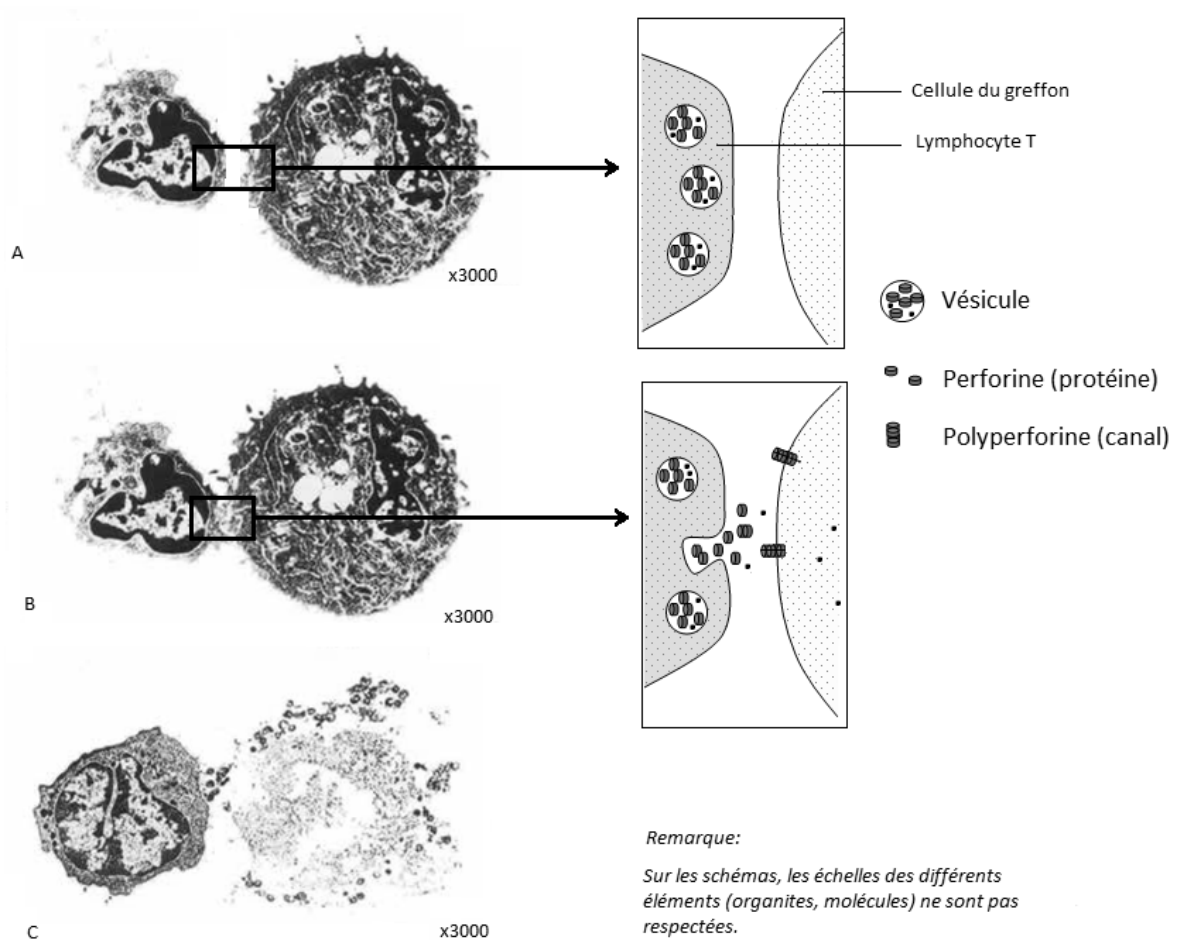 Cellule du greffon
Lymphocyte T
A
x3000
Vésicule
Perforine (protéine)
Polyperforine (canal)
B
x3000
Remarque:
Sur les schémas, les échelles des différents
éléments (organites, molécules) ne sont pas
respectées.
C
x3000